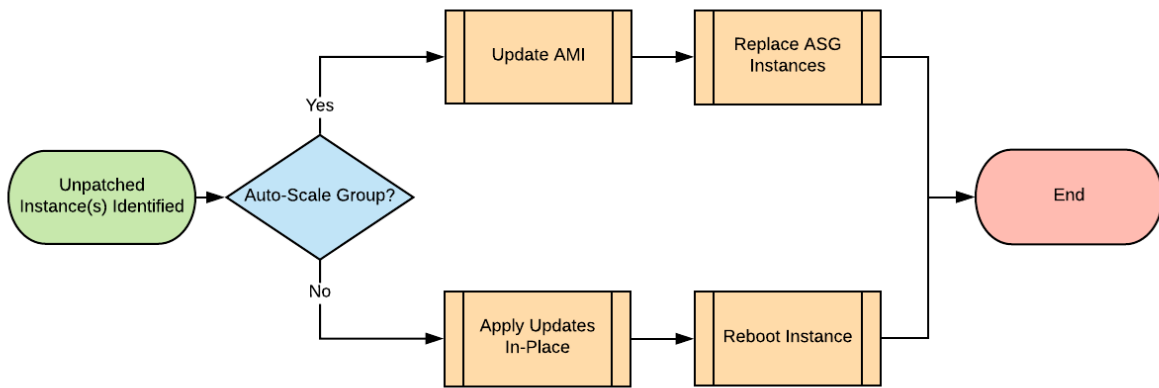 Unpatched
Instance(s) Identified
Auto-Scale Group?
Yes
Update AMI
Replace ASG
Instances
No
Apply Updates
In-Place
Reboot Instance
End